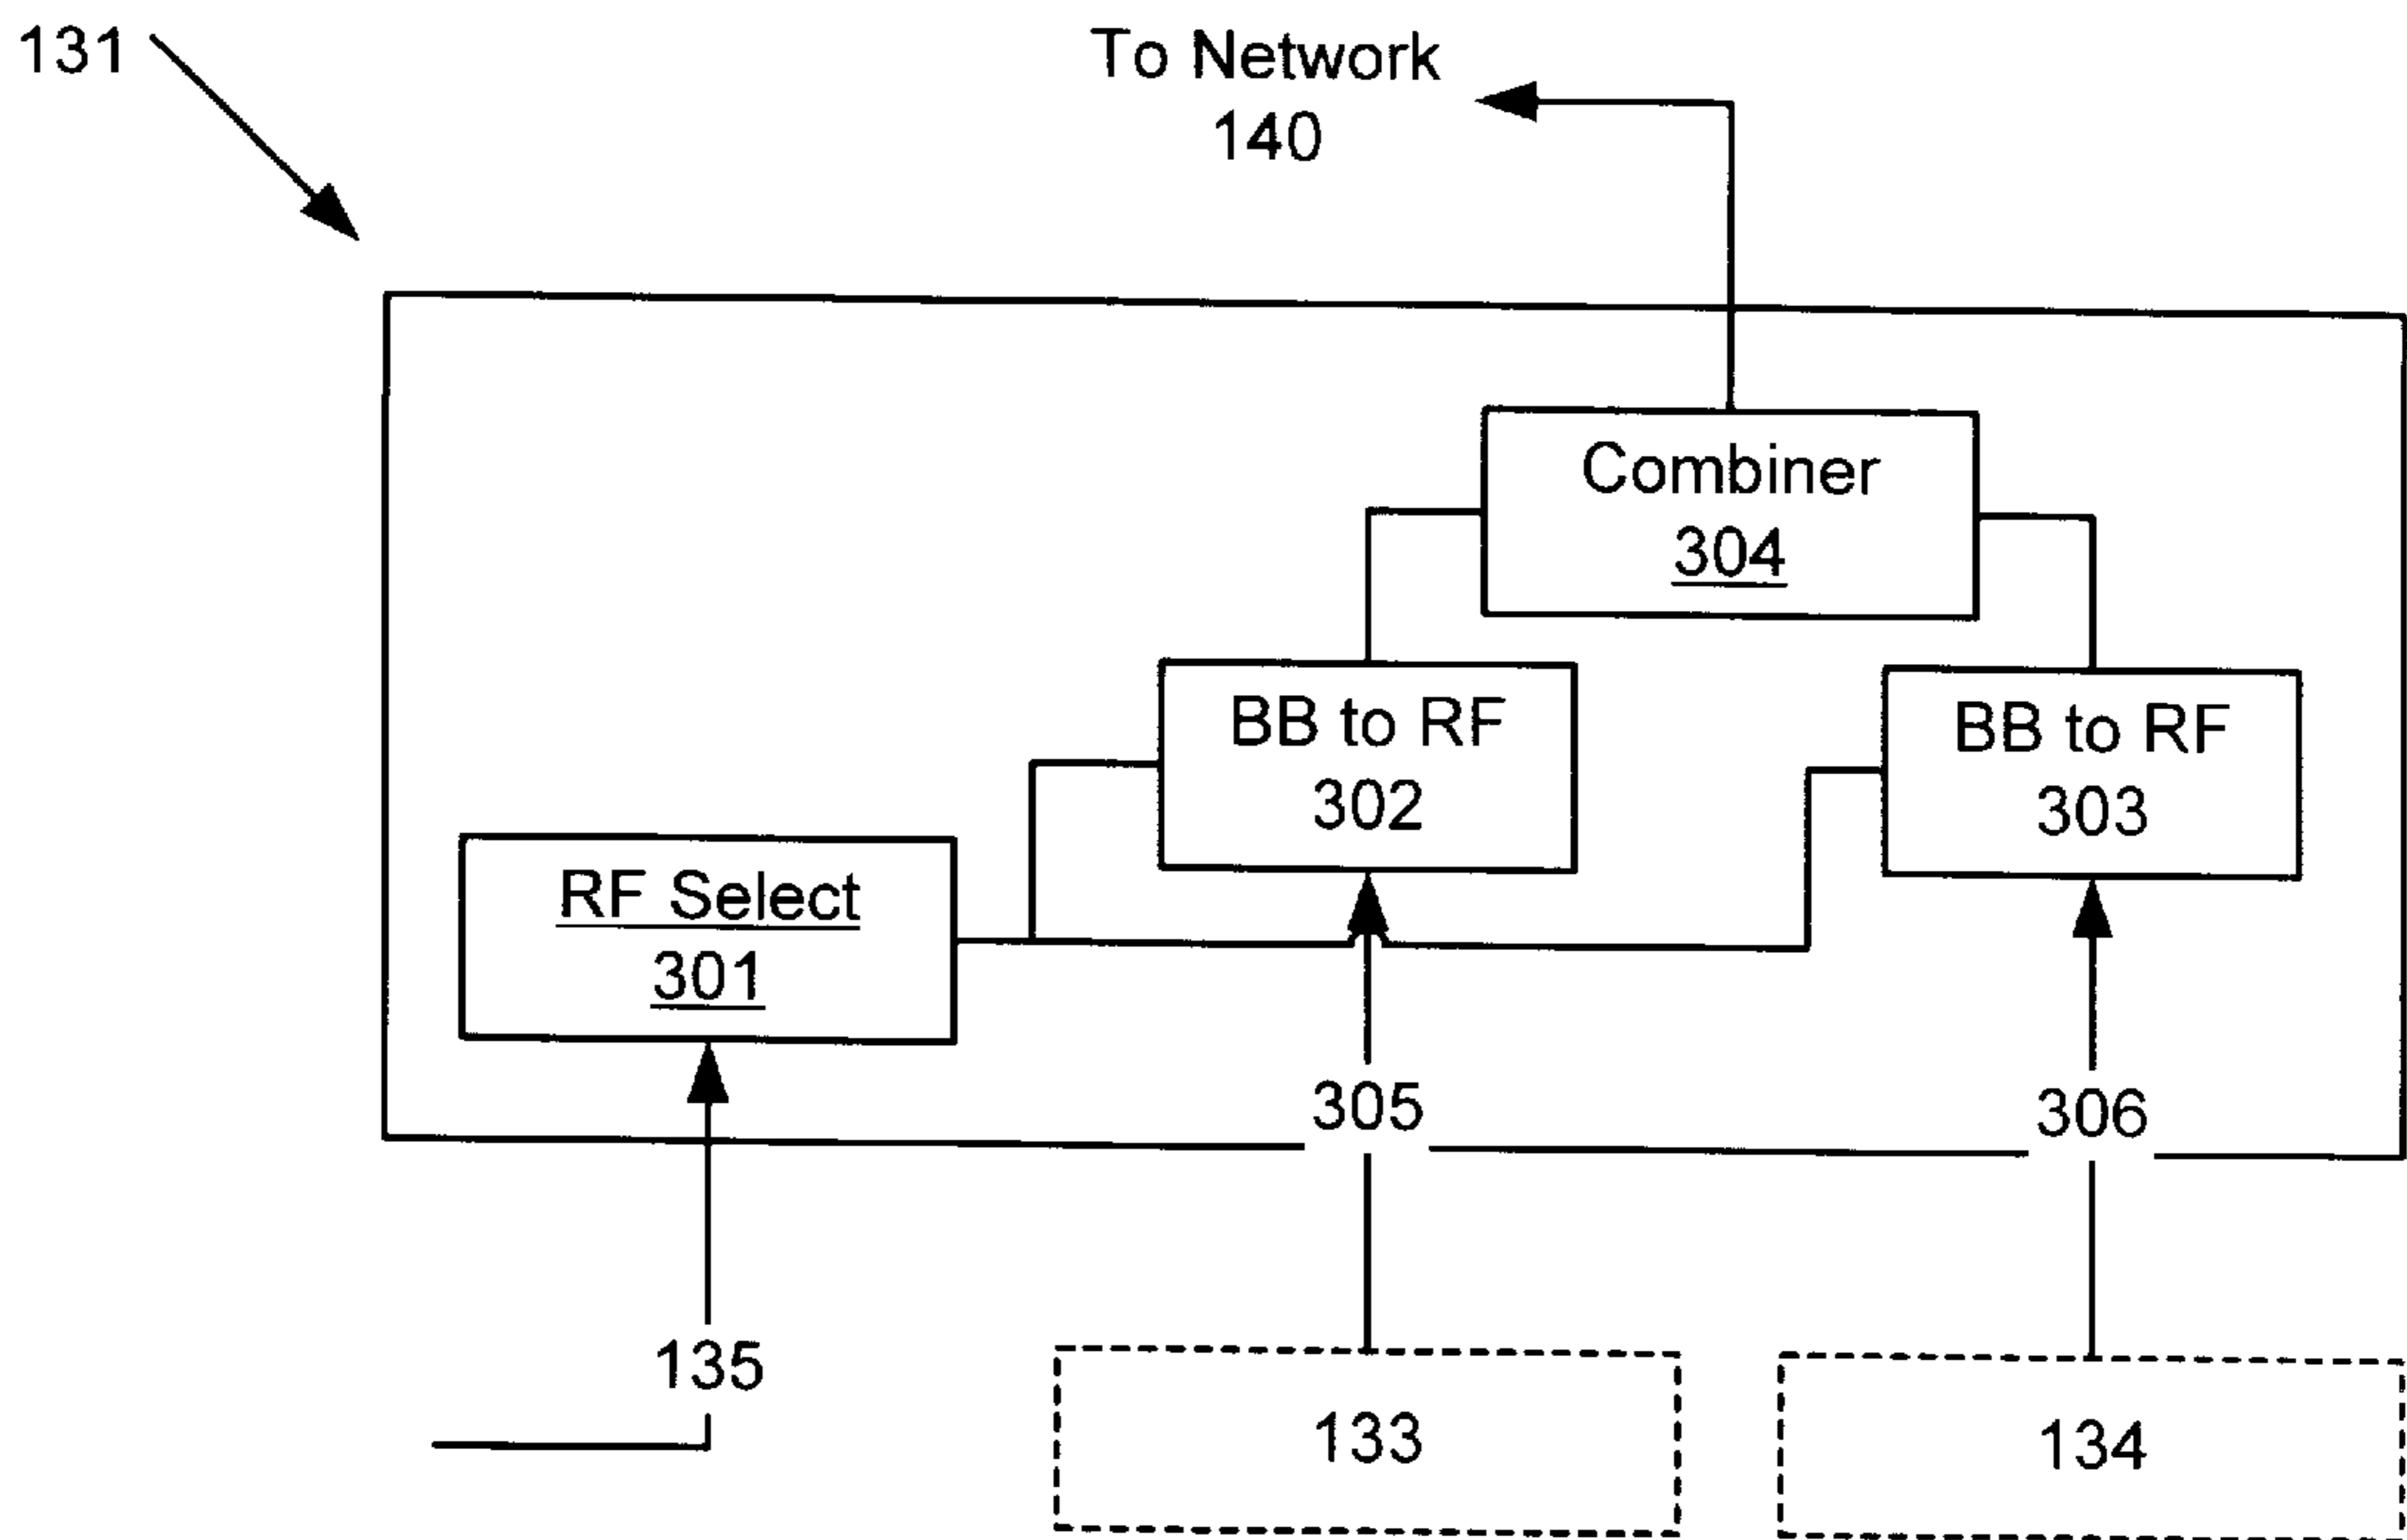 131
To Network
140
Combiner
304
BB to RF
302
BB to RF
303
RF Select
301
305
306
135
133
134